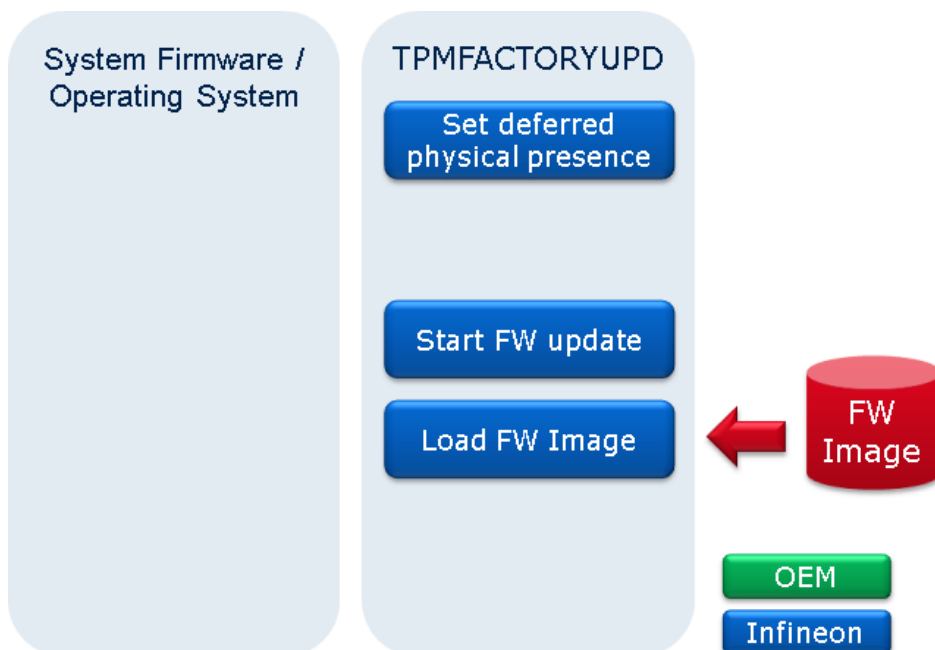 System Firmware /
Operating System
TPMFACTORYUPD
Set deferred
physical presence
Start FW update
Load FW Image
FW
Image
OEM
Infineon